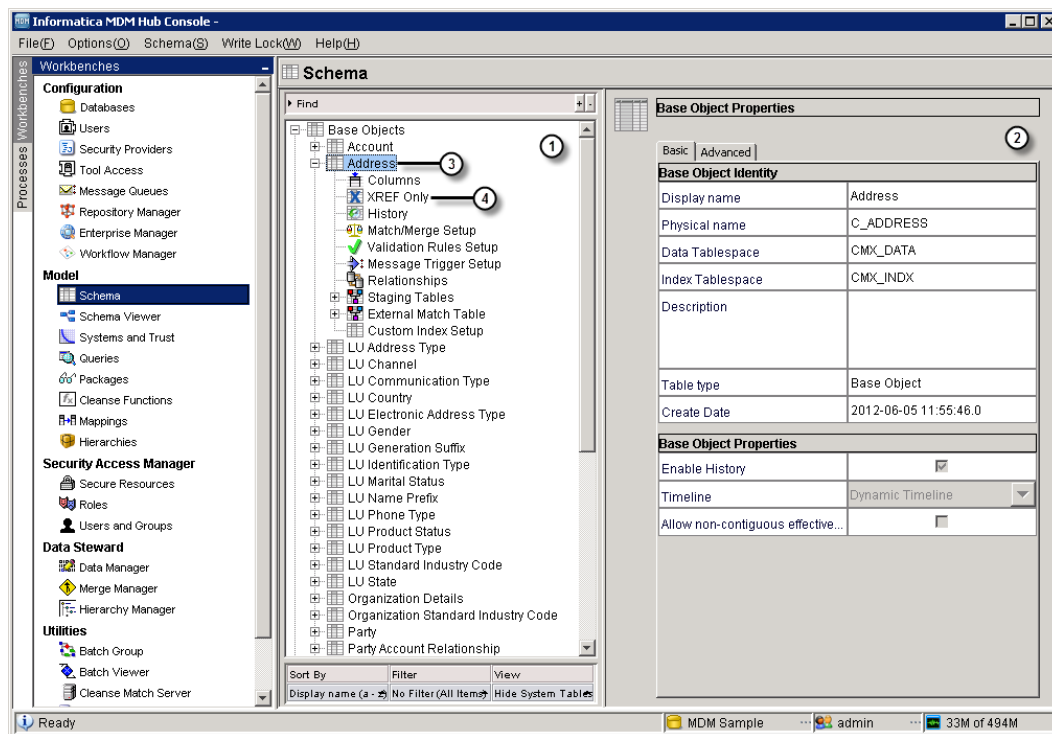 Informatica MDM Hub Console -
File(F) Options(O) Schema(S) Write Lock(W) Help(H)
Workbenches
Processes
Workbenches
Configuration
Databases
Users
Security Providers
Tool Access
Message Queues
Repository Manager
Enterprise Manager
Workflow Manager
Model
Schema
Schema Viewer
Systems and Trust
Queries
Packages
Cleanse Functions
Mappings
Hierarchies
Security Access Manager
Secure Resources
Roles
Users and Groups
Data Steward
Data Manager
Merge Manager
Hierarchy Manager
Utilities
Batch Group
Batch Viewer
Cleanse Match Server
Schema
Find
+ -
Base Objects
1
Account
Address
3
Columns
XREF Only
4
History
Match/Merge Setup
Validation Rules Setup
Message Trigger Setup
Relationships
Staging Tables
External Match Table
Custom Index Setup
LU Address Type
LU Channel
LU Communication Type
LU Country
LU Electronic Address Type
LU Gender
LU Generation Suffix
LU Identification Type
LU Marital Status
LU Name Prefix
LU Phone Type
LU Product Status
LU Product Type
LU Standard Industry Code
LU State
Organization Details
Organization Standard Industry Code
Party
Party Account Relationship
Sort By Filter View
Display name (a - z) No Filter (All Items) Hide System Tables
Base Object Properties
2
Basic Advanced
Base Object Identity
Display name Address
Physical name C_ADDRESS
Data Tablespace CMX_DATA
Index Tablespace CMX_INDX
Description
Table type Base Object
Create Date 2012-06-05 11:55:46.0
Base Object Properties
Enable History
Timeline Dynamic Timeline
Allow non-contiguous effective...
Ready
MDM Sample
admin
33M of 494M